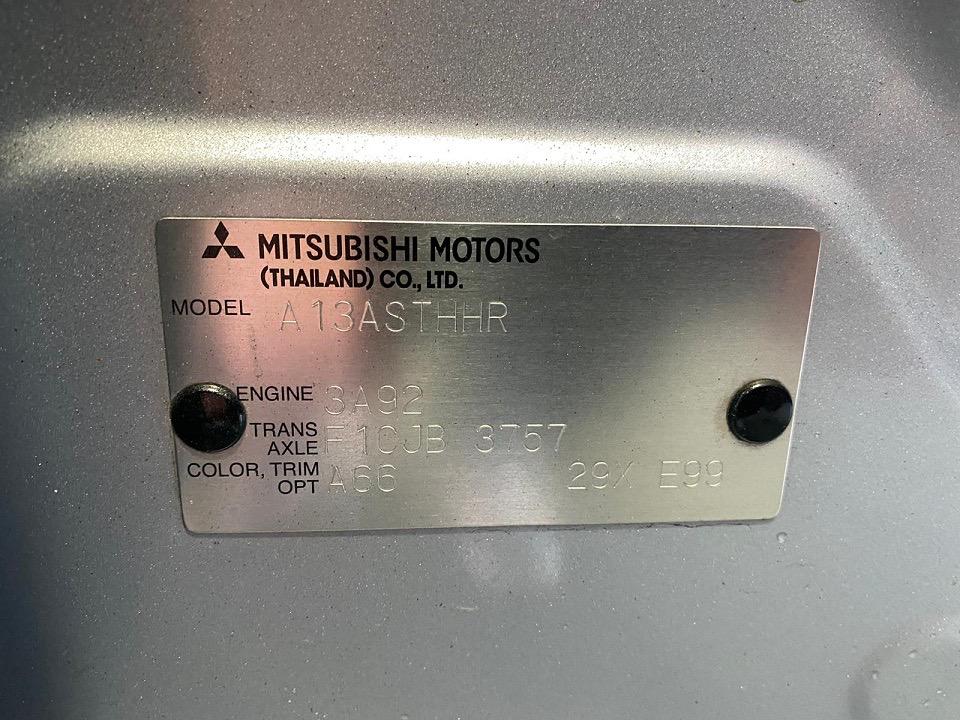 MITSUBISHI MOTORS
(THAILAND) CO., LTD.
MODEL A13ASTHHR
ENGINE 3A92
TRANS AXLE F1CJB 3757
COLOR, TRIM OPT A66 29X E99